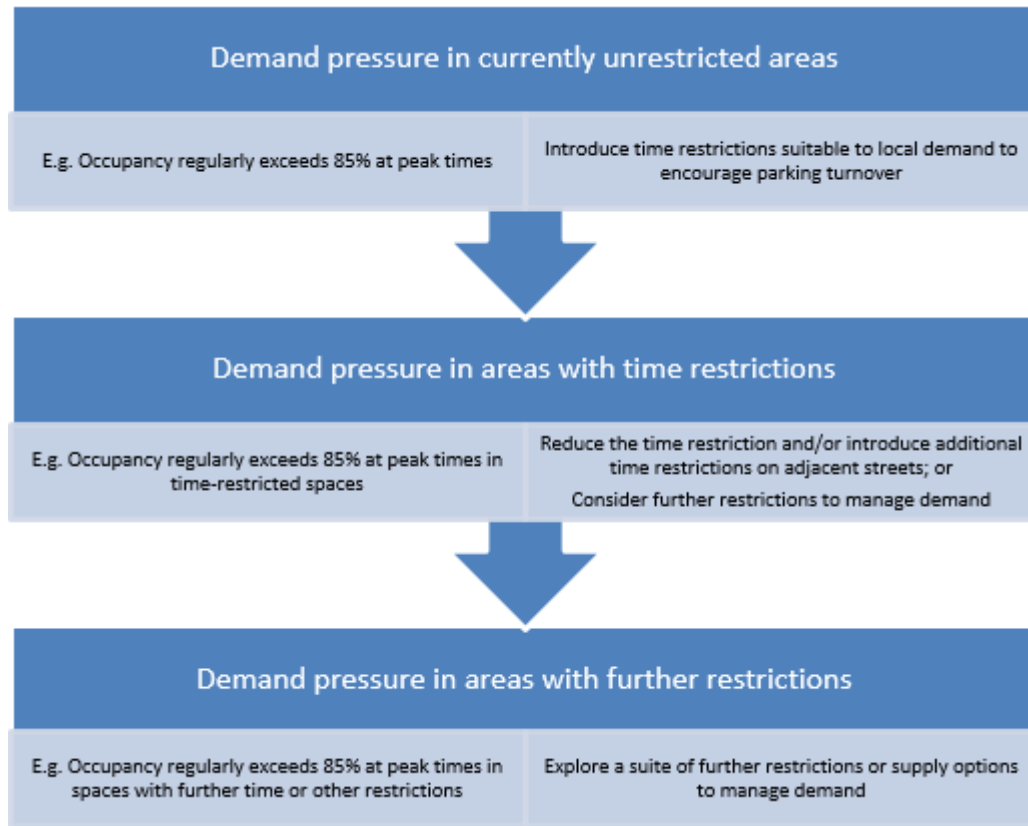 Demand pressure in currently unrestricted areas
E.g. Occupancy regularly exceeds 85% at peak times
Introduce time restrictions suitable to local demand to
encourage parking turnover
Demand pressure in areas with time restrictions
E.g. Occupancy regularly exceeds 85% at peak times in
time-restricted spaces
Reduce the time restriction and/or introduce additional
time restrictions on adjacent streets; or
Consider further restrictions to manage demand
Demand pressure in areas with further restrictions
E.g. Occupancy regularly exceeds 85% at peak times in
spaces with further time or other restrictions
Explore a suite of further restrictions or supply options
to manage demand